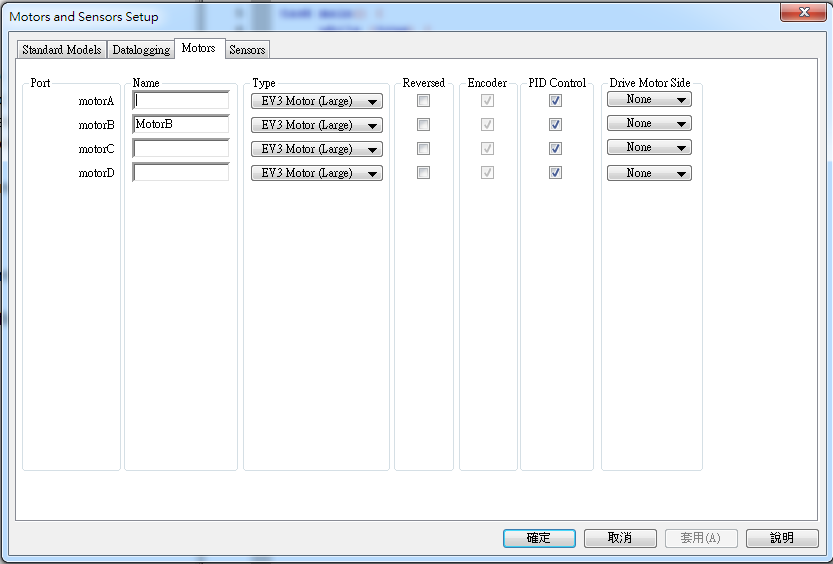 Motors and Sensors Setup
Standard Models Datalogging Motors Sensors
Port Name Type Reversed Encoder PID Control Drive Motor Side
motorA EV3 Motor (Large) None
motorB MotorB EV3 Motor (Large) None
motorC EV3 Motor (Large) None
motorD EV3 Motor (Large) None
確定 取消 套用(A) 說明